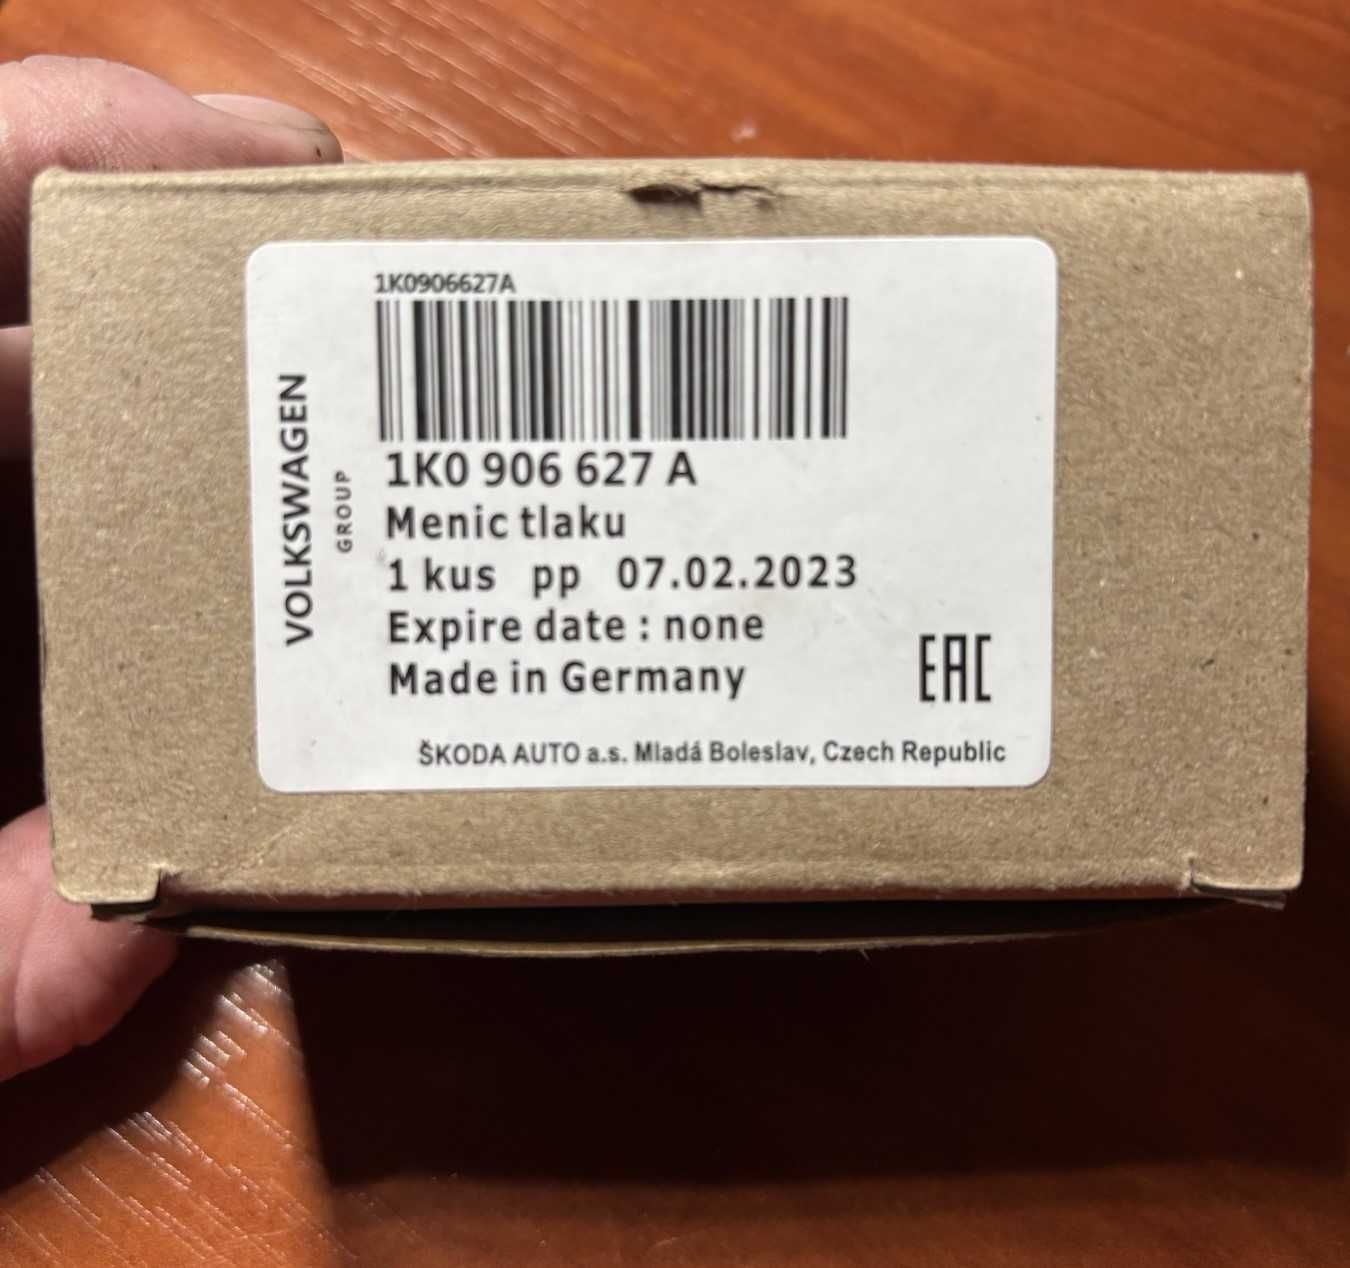 1K0906627A
VOLKSWAGEN
GROUP
1K0 906 627 A
Menic tlaku
1 kus pp 07.02.2023
Expire date : none
Made in Germany
EAC
ŠKODA AUTO a.s. Mladá Boleslav, Czech Republic